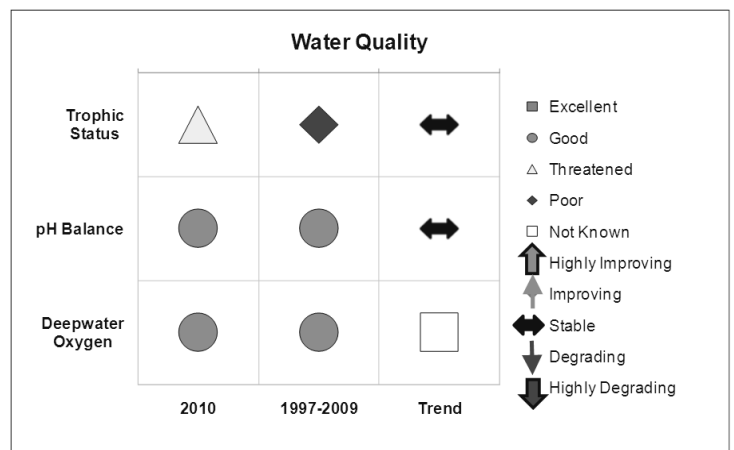 Water Quality
Trophic
Status
pH Balance
Deepwater
Oxygen
2010
1997-2009
Trend
Excellent
Good
Threatened
Poor
Not Known
Highly Improving
Improving
Stable
Degrading
Highly Degrading